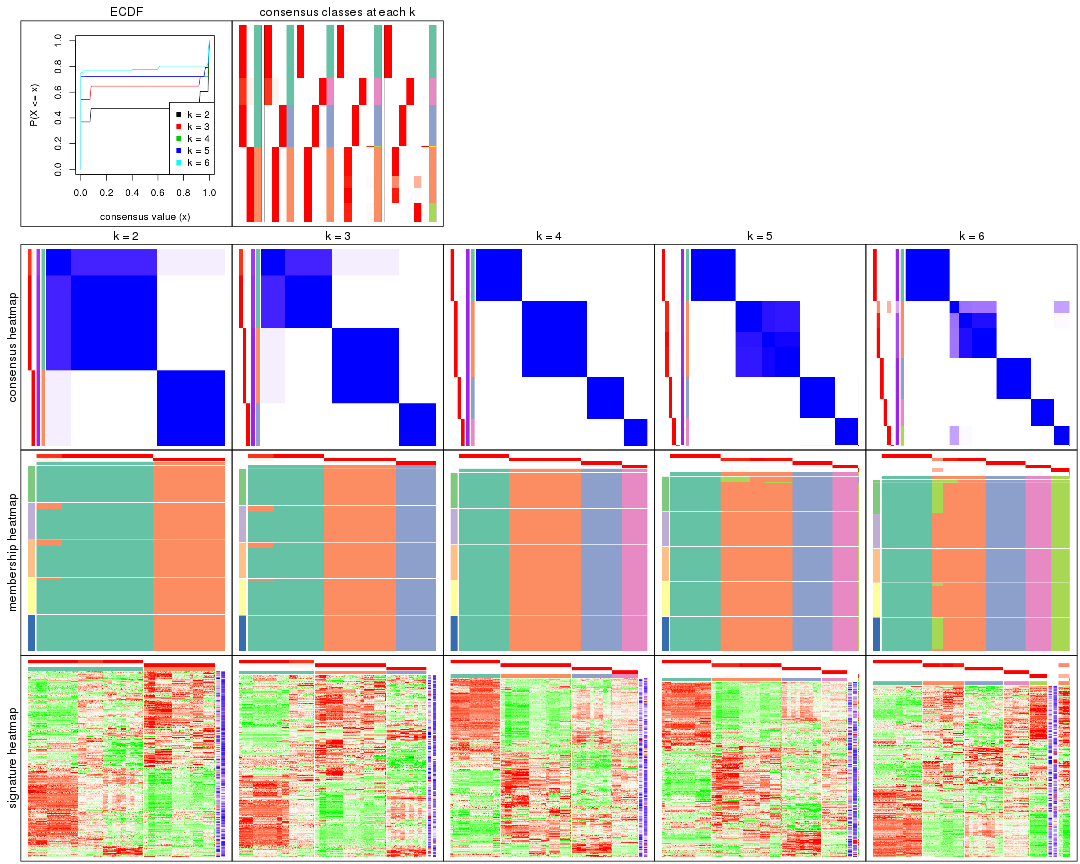 ECDF
consensus classes at each k
P(X <= x)
0.0 0.2 0.4 0.6 0.8 1.0
k = 2
k = 3
k = 4
k = 5
k = 6
0.0 0.2 0.4 0.6 0.8 1.0
consensus value (x)
k = 2
k = 3
k = 4
k = 5
k = 6
consensus heatmap
membership heatmap
signature heatmap